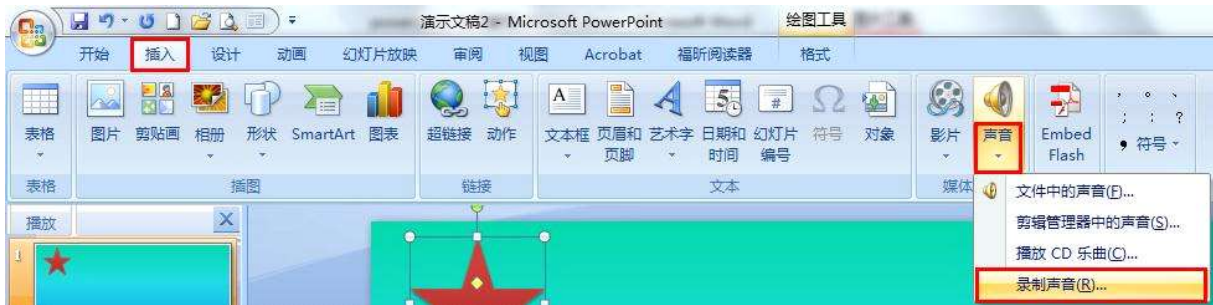 演示文稿2 - Microsoft PowerPoint 绘图工具
开始 插入 设计 动画 幻灯片放映 审阅 视图 Acrobat 福昕阅读器 格式
表格 图片 剪贴画 相册 形状 SmartArt 图表 超链接 动作 文本框 页眉和页脚 艺术字 日期和时间 幻灯片编号 符号 对象 影片 声音 Embed Flash 符号
表格 插图 链接 文本 媒体
文件中的声音(F)...
剪辑管理器中的声音(S)...
播放 CD 乐曲(C)...
录制声音(R)...
播放
1